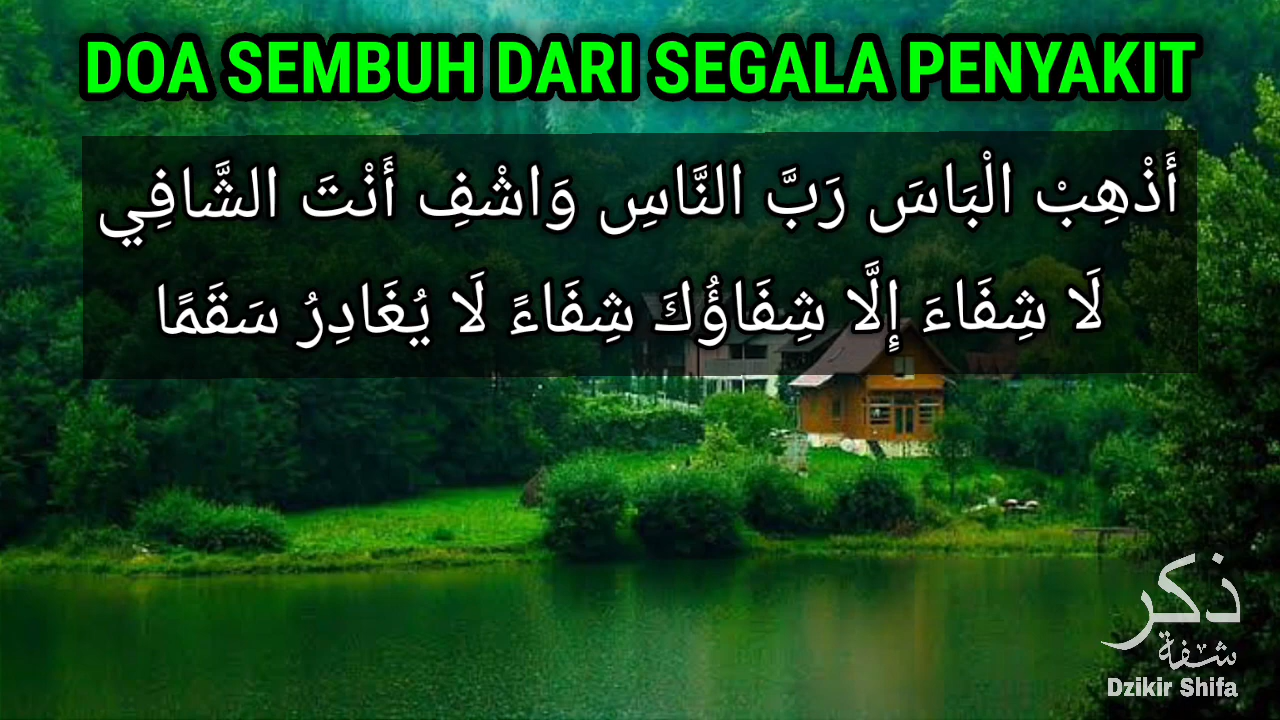 DOA SEMBUH DARI SEGALA PENYAKIT
أَذْهِبْ الْبَاسَ رَبَّ النَّاسِ وَاشْفِ أَنْتَ الشَّافِي
لَا شِفَاءَ إِلَّا شِفَاؤُكَ شِفَاءً لَا يُغَادِرُ سَقَمًا
ذكر
شفة
Dzikir Shifa